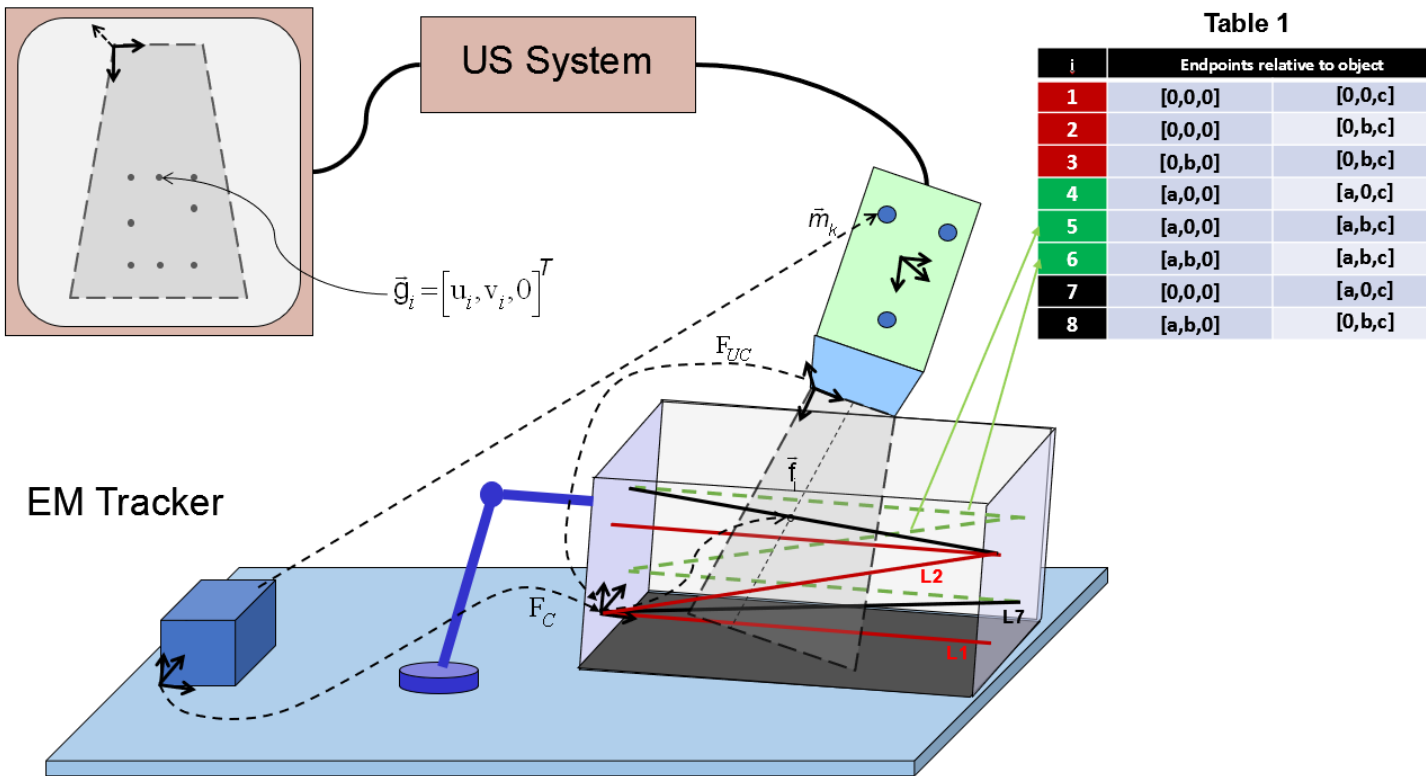 US System
Table 1
i Endpoints relative to object
1 [0,0,0] [0,0,c]
2 [0,0,0] [0,b,c]
3 [0,b,0] [0,b,c]
4 [a,0,0] [a,0,c]
5 [a,0,0] [a,b,c]
6 [a,b,0] [a,b,c]
7 [0,0,0] [a,0,c]
8 [a,b,0] [0,b,c]
m⃗ₖ
g⃗ᵢ = [uᵢ, vᵢ, 0]ᵀ
F_UC
f⃗ᵢ
EM Tracker
L2
F_C
L7
L1